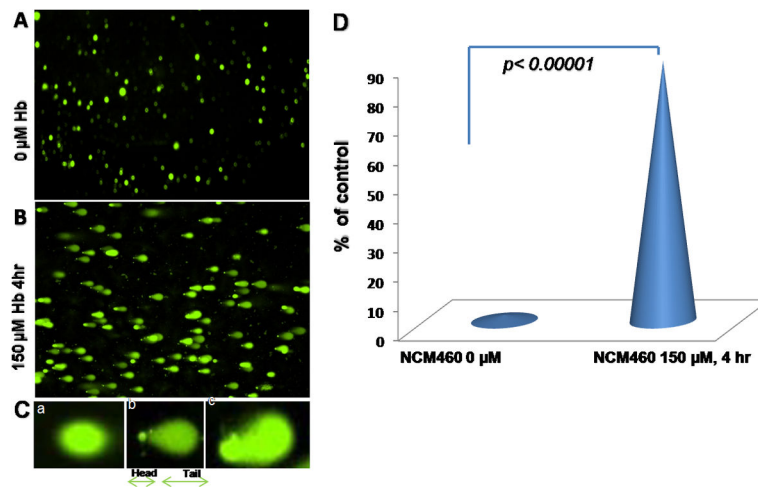 A
0 µM Hb
B
150 µM Hb 4hr
C
a
b
c
Head
Tail
D
p< 0.00001
% of control
90
80
70
60
50
40
30
20
10
0
NCM460 0 µM
NCM460 150 µM, 4 hr